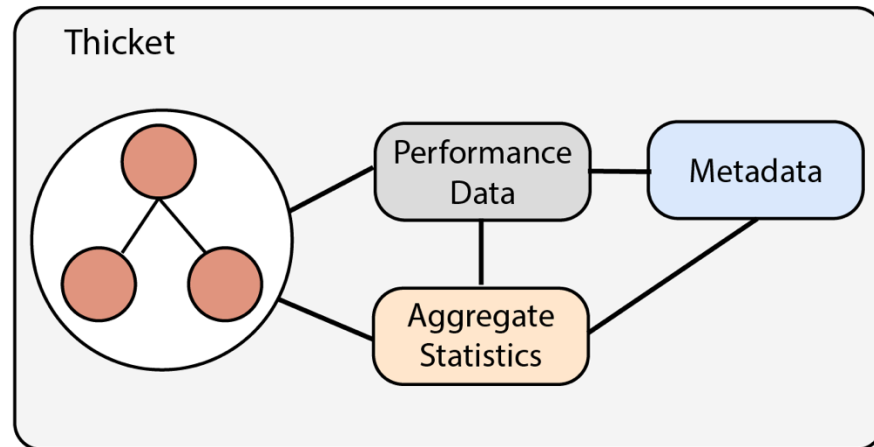 Thicket
Performance
Data
Metadata
Aggregate
Statistics